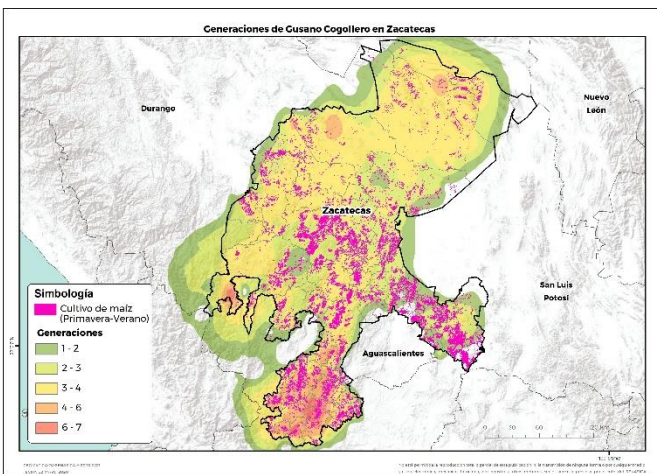 Generaciones de Gusano Cogollero en Zacatecas
Durango
Nuevo
León
Zacatecas
San Luis
Potosí
Aguascalientes
Simbología
Cultivo de maíz
(Primavera-Verano)
Generaciones
1 - 2
2 - 3
3 - 4
4 - 6
6 - 7